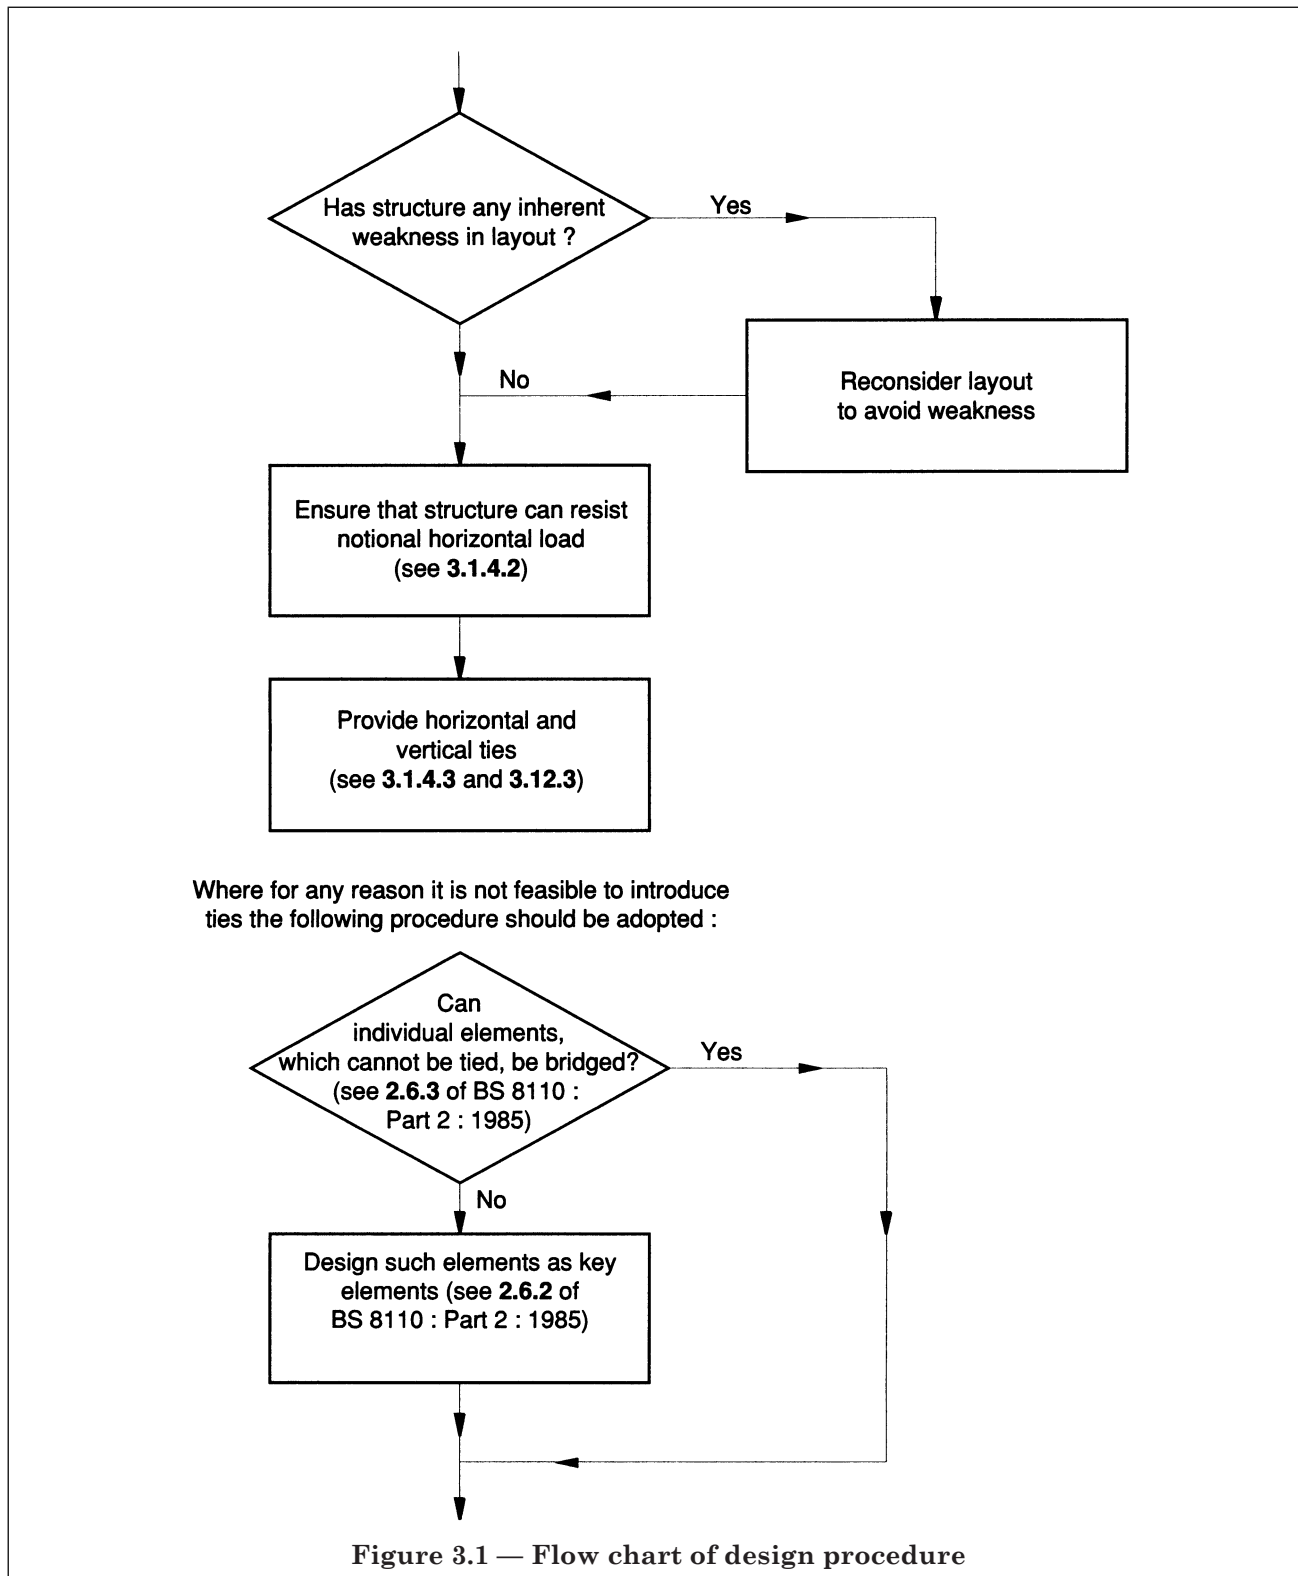 Has structure any inherent
weakness in layout ?
Yes
No
Reconsider layout
to avoid weakness
Ensure that structure can resist
notional horizontal load
(see 3.1.4.2)
Provide horizontal and
vertical ties
(see 3.1.4.3 and 3.12.3)
Where for any reason it is not feasible to introduce
ties the following procedure should be adopted :
Can
individual elements,
which cannot be tied, be bridged?
(see 2.6.3 of BS 8110 :
Part 2 : 1985)
Yes
No
Design such elements as key
elements (see 2.6.2 of
BS 8110 : Part 2 : 1985)
Figure 3.1 — Flow chart of design procedure